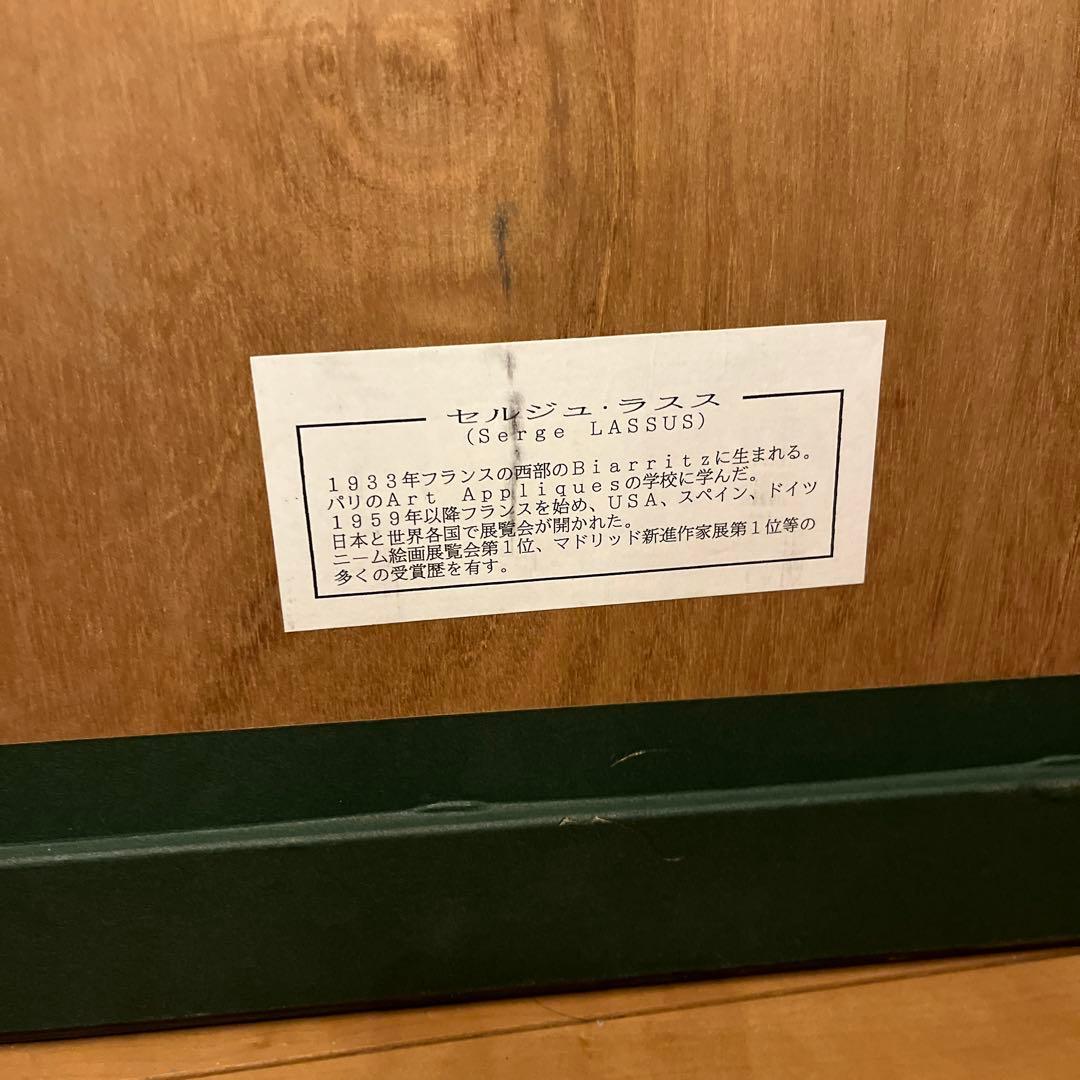 セルジュ・ラスス
(Serge LASSUS)
1933年フランスの西部のBiarritzに生まれる。
パリのArt Appliquesの学校に学んだ。
1959年以降フランスを始め、USA、スペイン、ドイツ
日本と世界各国で展覧会が開かれた。
ニーム絵画展覧会第1位、マドリッド新進作家展第1位等の
多くの受賞歴を有す。